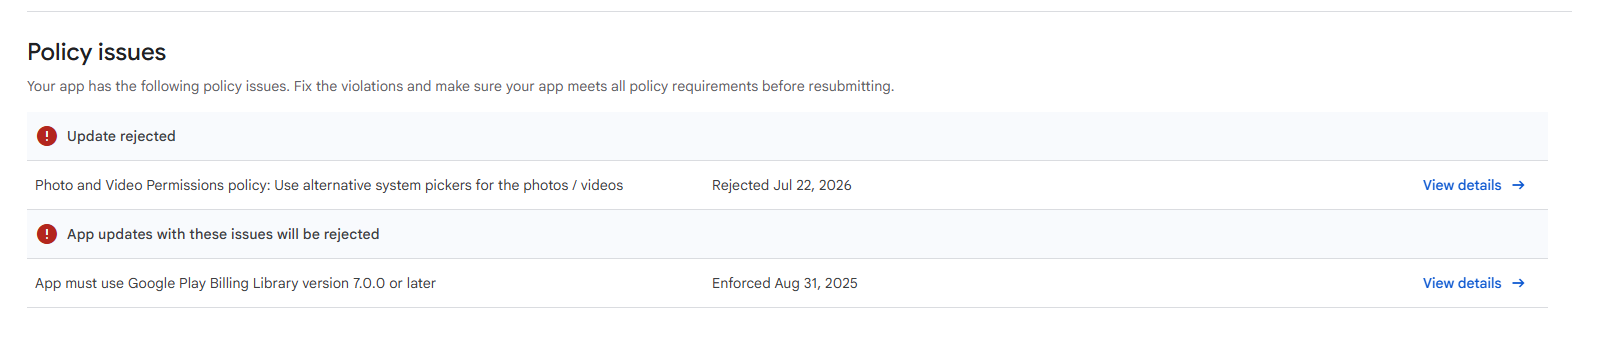 Policy issues
Your app has the following policy issues. Fix the violations and make sure your app meets all policy requirements before resubmitting.
Update rejected
Photo and Video Permissions policy: Use alternative system pickers for the photos / videos Rejected Jul 22, 2026 View details →
App updates with these issues will be rejected
App must use Google Play Billing Library version 7.0.0 or later Enforced Aug 31, 2025 View details →